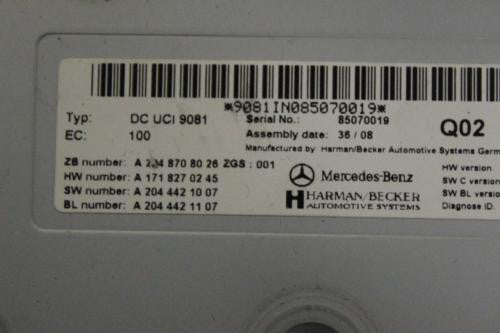 *9081IN085070019*
Typ: DC UCI 9081 Serial No.: 85070019
EC: 100 Assembly date: 36 / 08 Q02
Manufactured by: Harman/Becker Automotive Systems Germ
ZB number: A 204 870 80 26 ZGS : 001 HW version
HW number: A 171 827 02 45 Mercedes-Benz SW C version
SW number: A 204 442 10 07 HARMAN/BECKER SW BL version
BL number: A 204 442 11 07 AUTOMOTIVE SYSTEMS Diagnose ID.